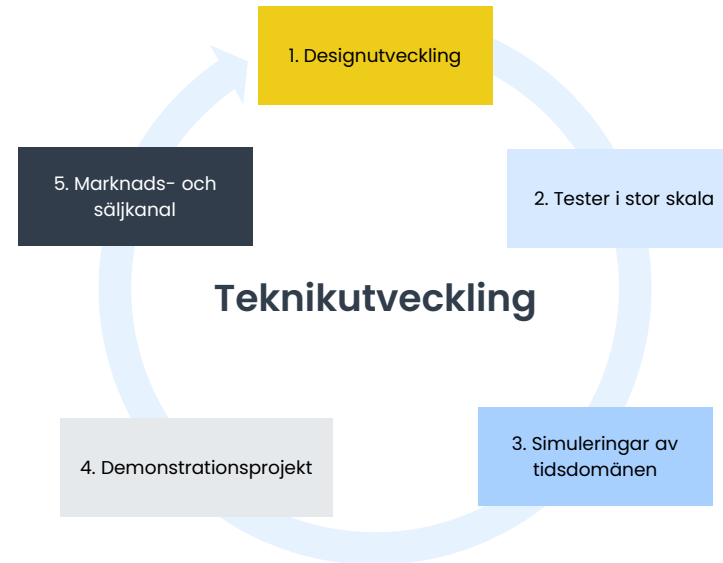 1. Designutveckling
2. Tester i stor skala
3. Simuleringar av
tidsdomänen
4. Demonstrationsprojekt
5. Marknads- och
säljkanal
Teknikutveckling